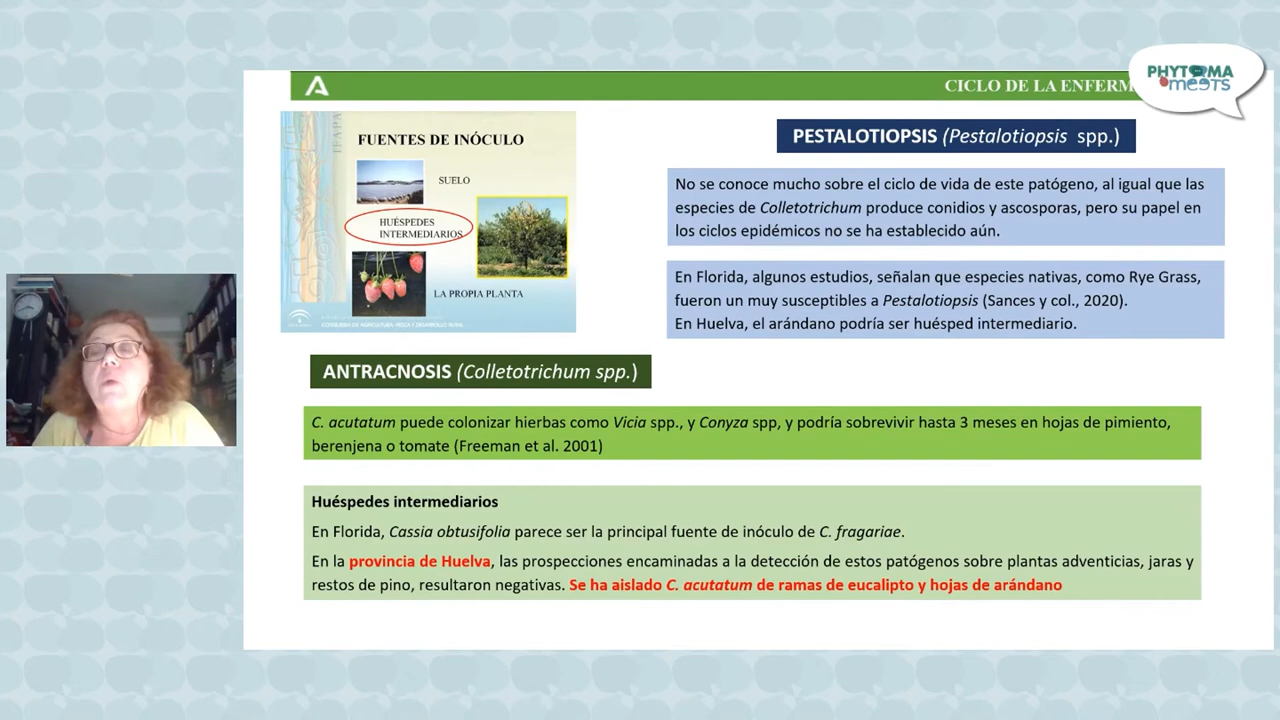 CICLO DE LA ENFERM
PHYTOMA
meets
FUENTES DE INÓCULO
SUELO
HUÉSPEDES
INTERMEDIARIOS
LA PROPIA PLANTA
CONSEJERÍA DE AGRICULTURA, PESCA Y DESARROLLO RURAL
PESTALOTIOPSIS (Pestalotiopsis spp.)
No se conoce mucho sobre el ciclo de vida de este patógeno, al igual que las
especies de Colletotrichum produce conidios y ascosporas, pero su papel en
los ciclos epidémicos no se ha establecido aún.
En Florida, algunos estudios, señalan que especies nativas, como Rye Grass,
fueron un muy susceptibles a Pestalotiopsis (Sances y col., 2020).
En Huelva, el arándano podría ser huésped intermediario.
ANTRACNOSIS (Colletotrichum spp.)
C. acutatum puede colonizar hierbas como Vicia spp., y Conyza spp, y podría sobrevivir hasta 3 meses en hojas de pimiento,
berenjena o tomate (Freeman et al. 2001)
Huéspedes intermediarios
En Florida, Cassia obtusifolia parece ser la principal fuente de inóculo de C. fragariae.
En la provincia de Huelva, las prospecciones encaminadas a la detección de estos patógenos sobre plantas adventicias, jaras y
restos de pino, resultaron negativas. Se ha aislado C. acutatum de ramas de eucalipto y hojas de arándano